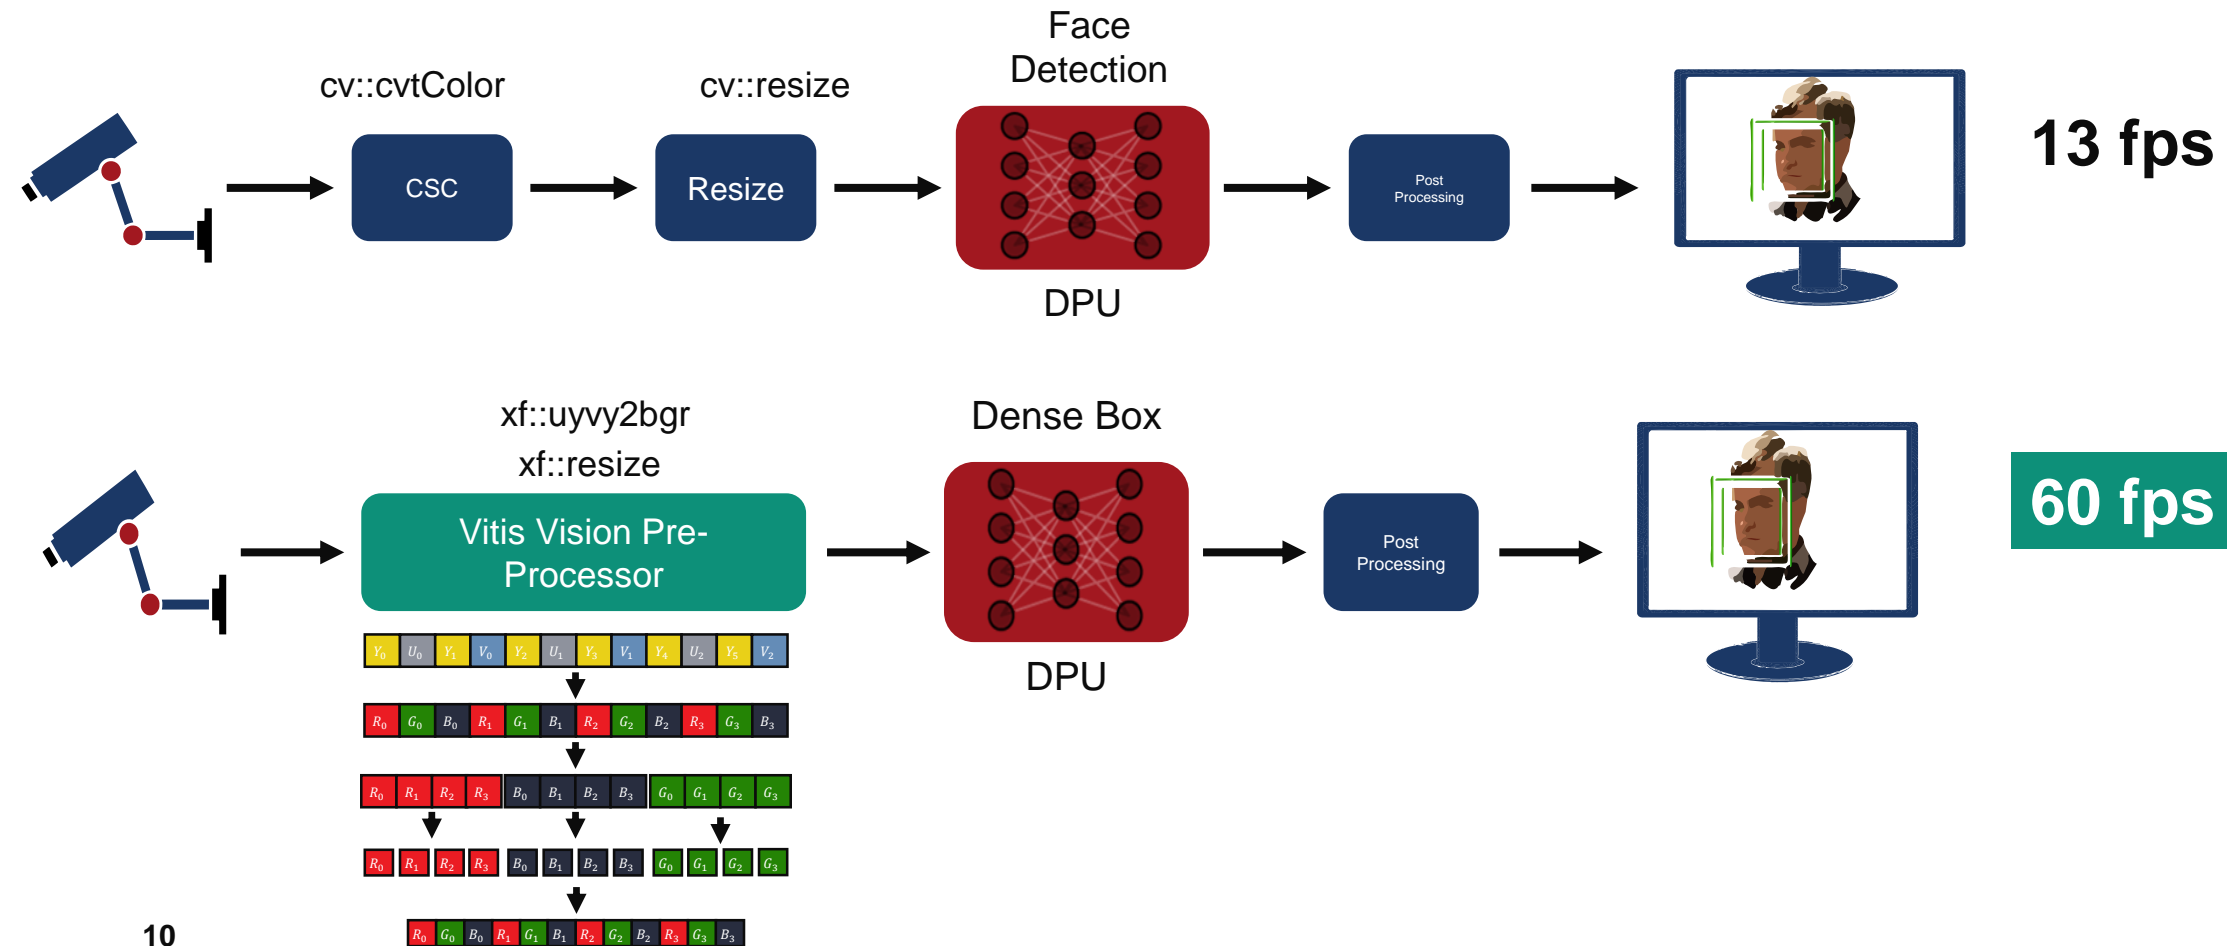 Face
Detection
cv::cvtColor
cv::resize
CSC
Resize
Post
Processing
13 fps
DPU
xf::uyvy2bgr
xf::resize
Dense Box
Vitis Vision Pre-
Processor
Post
Processing
60 fps
DPU
Y₀ U₀ Y₁ V₀ Y₂ U₁ Y₃ V₁ Y₄ U₂ Y₅ V₂
R₀ G₀ B₀ R₁ G₁ B₁ R₂ G₂ B₂ R₃ G₃ B₃
R₀ R₁ R₂ R₃ B₀ B₁ B₂ B₃ G₀ G₁ G₂ G₃
R₀ R₁ R₂ R₃ B₀ B₁ B₂ B₃ G₀ G₁ G₂ G₃
R₀ G₀ B₀ R₁ G₁ B₁ R₂ G₂ B₂ R₃ G₃ B₃
10